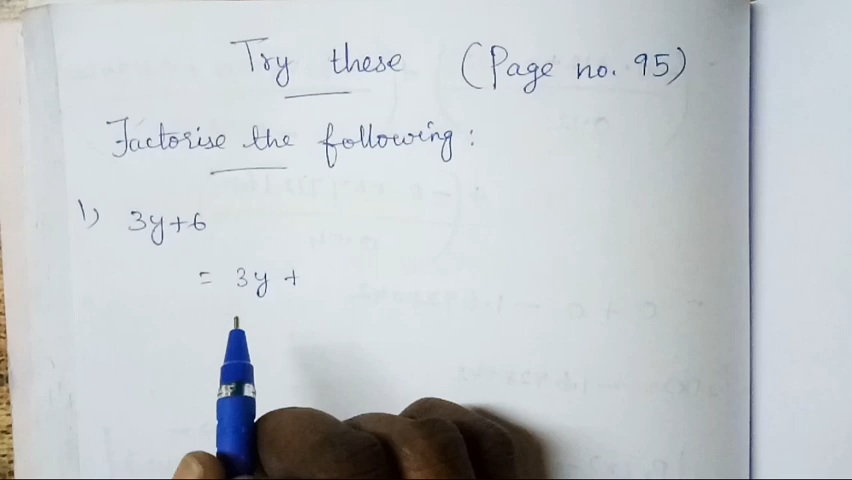 Try these (Page no. 95)
Factorise the following:
1) 3y+6
= 3y +